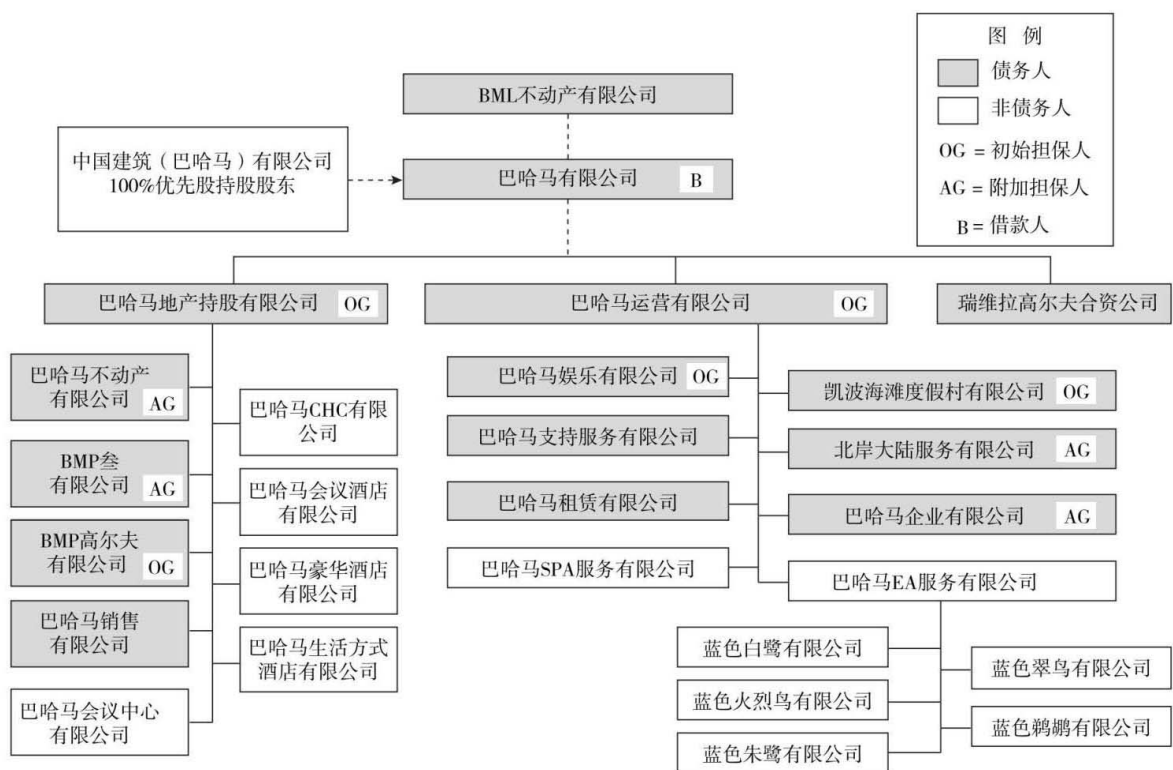 图 例
债务人
非债务人
OG = 初始担保人
AG = 附加担保人
B = 借款人
BML不动产有限公司
中国建筑（巴哈马）有限公司
100%优先股持股股东
巴哈马有限公司 B
巴哈马地产持股有限公司 OG
巴哈马运营有限公司 OG
瑞维拉高尔夫合资公司
巴哈马不动产
有限公司 AG
BMP叁
有限公司 AG
BMP高尔夫
有限公司 OG
巴哈马销售
有限公司
巴哈马会议中心
有限公司
巴哈马CHC有限
公司
巴哈马会议酒店
有限公司
巴哈马豪华酒店
有限公司
巴哈马生活方式
酒店有限公司
巴哈马娱乐有限公司 OG
巴哈马支持服务有限公司
巴哈马租赁有限公司
巴哈马SPA服务有限公司
凯波海滩度假村有限公司 OG
北岸大陆服务有限公司 AG
巴哈马企业有限公司 AG
巴哈马EA服务有限公司
蓝色白鹭有限公司
蓝色火烈鸟有限公司
蓝色朱鹭有限公司
蓝色翠鸟有限公司
蓝色鹈鹕有限公司